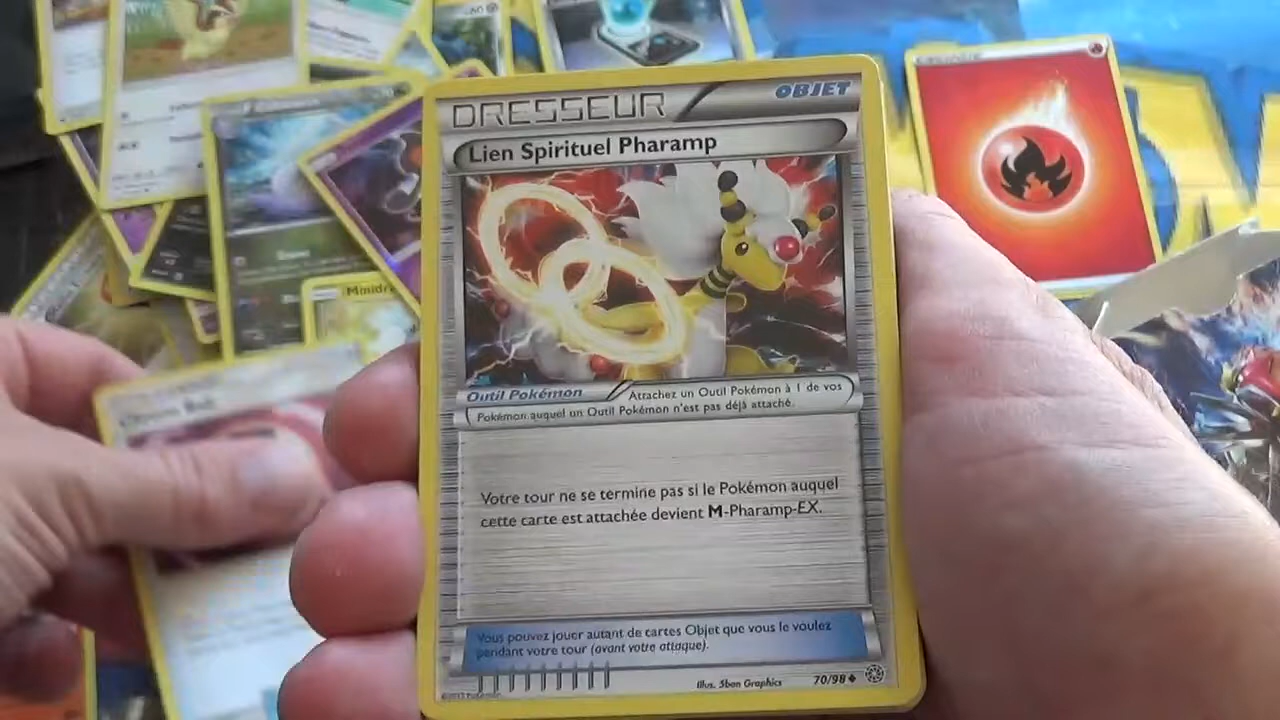 DRESSEUR
OBJET
Lien Spirituel Pharamp
Outil Pokémon
Attachez un Outil Pokémon à 1 de vos
Pokémon auquel un Outil Pokémon n'est pas déjà attaché.
Votre tour ne se termine pas si le Pokémon auquel
cette carte est attachée devient M-Pharamp-EX.
Vous pouvez jouer autant de cartes Objet que vous le voulez
pendant votre tour (avant votre attaque).
Illus. 5ban Graphics
70/98
Minidra